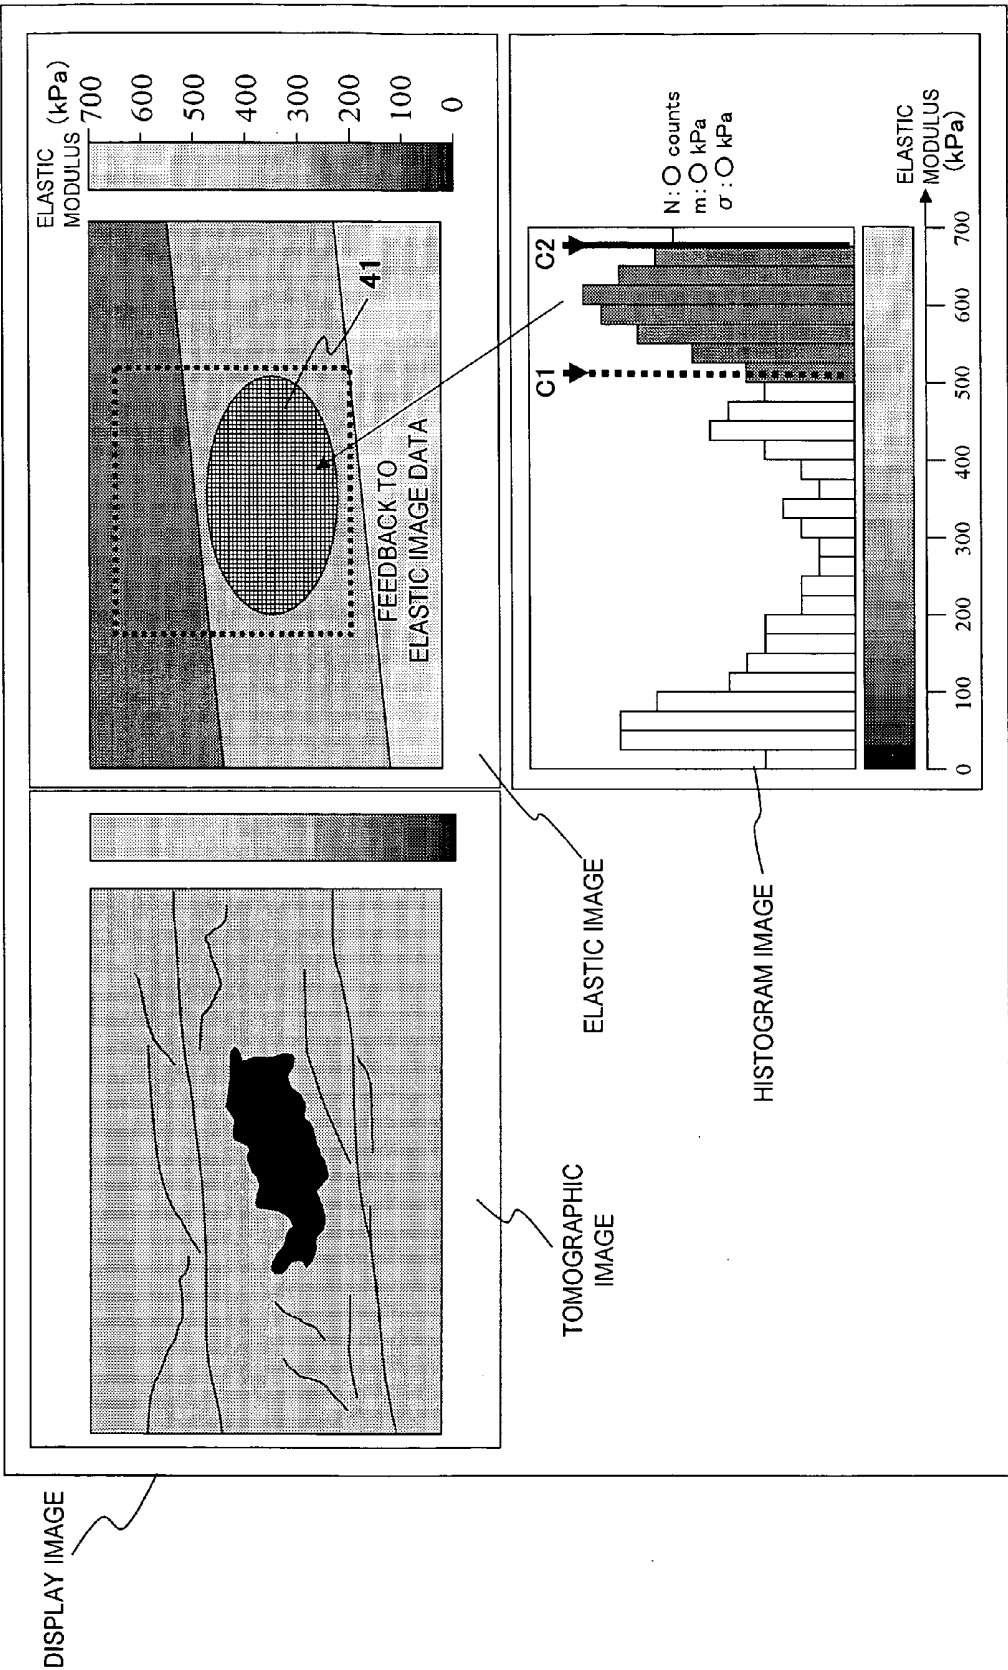 DISPLAY IMAGE
TOMOGRAPHIC
IMAGE
ELASTIC IMAGE
ELASTIC
MODULUS (kPa)
700
600
500
400
300
200
100
0
41
FEEDBACK TO
ELASTIC IMAGE DATA
HISTOGRAM IMAGE
C1
C2
N:○ counts
m:○ kPa
σ:○ kPa
0
100
200
300
400
500
600
700
ELASTIC
MODULUS
(kPa)